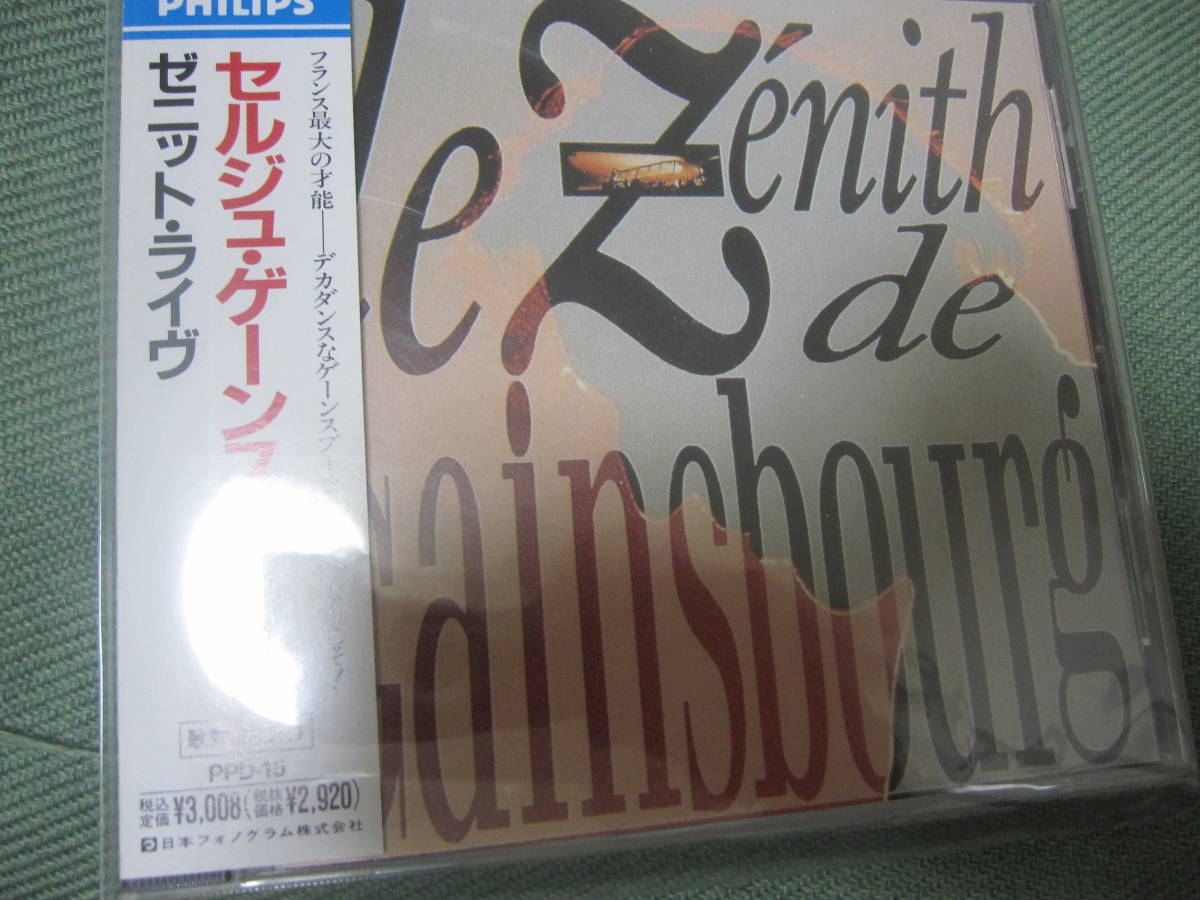 PHILIPS
フランス最大の才能──デカダンスなゲーンスブ
セルジュ・ゲーンス
ゼニット・ライヴ
PPD-15
税込定価¥3,008(税抜価格¥2,920)
日本フォノグラム株式会社
le Zénith
de
Gainsbourg